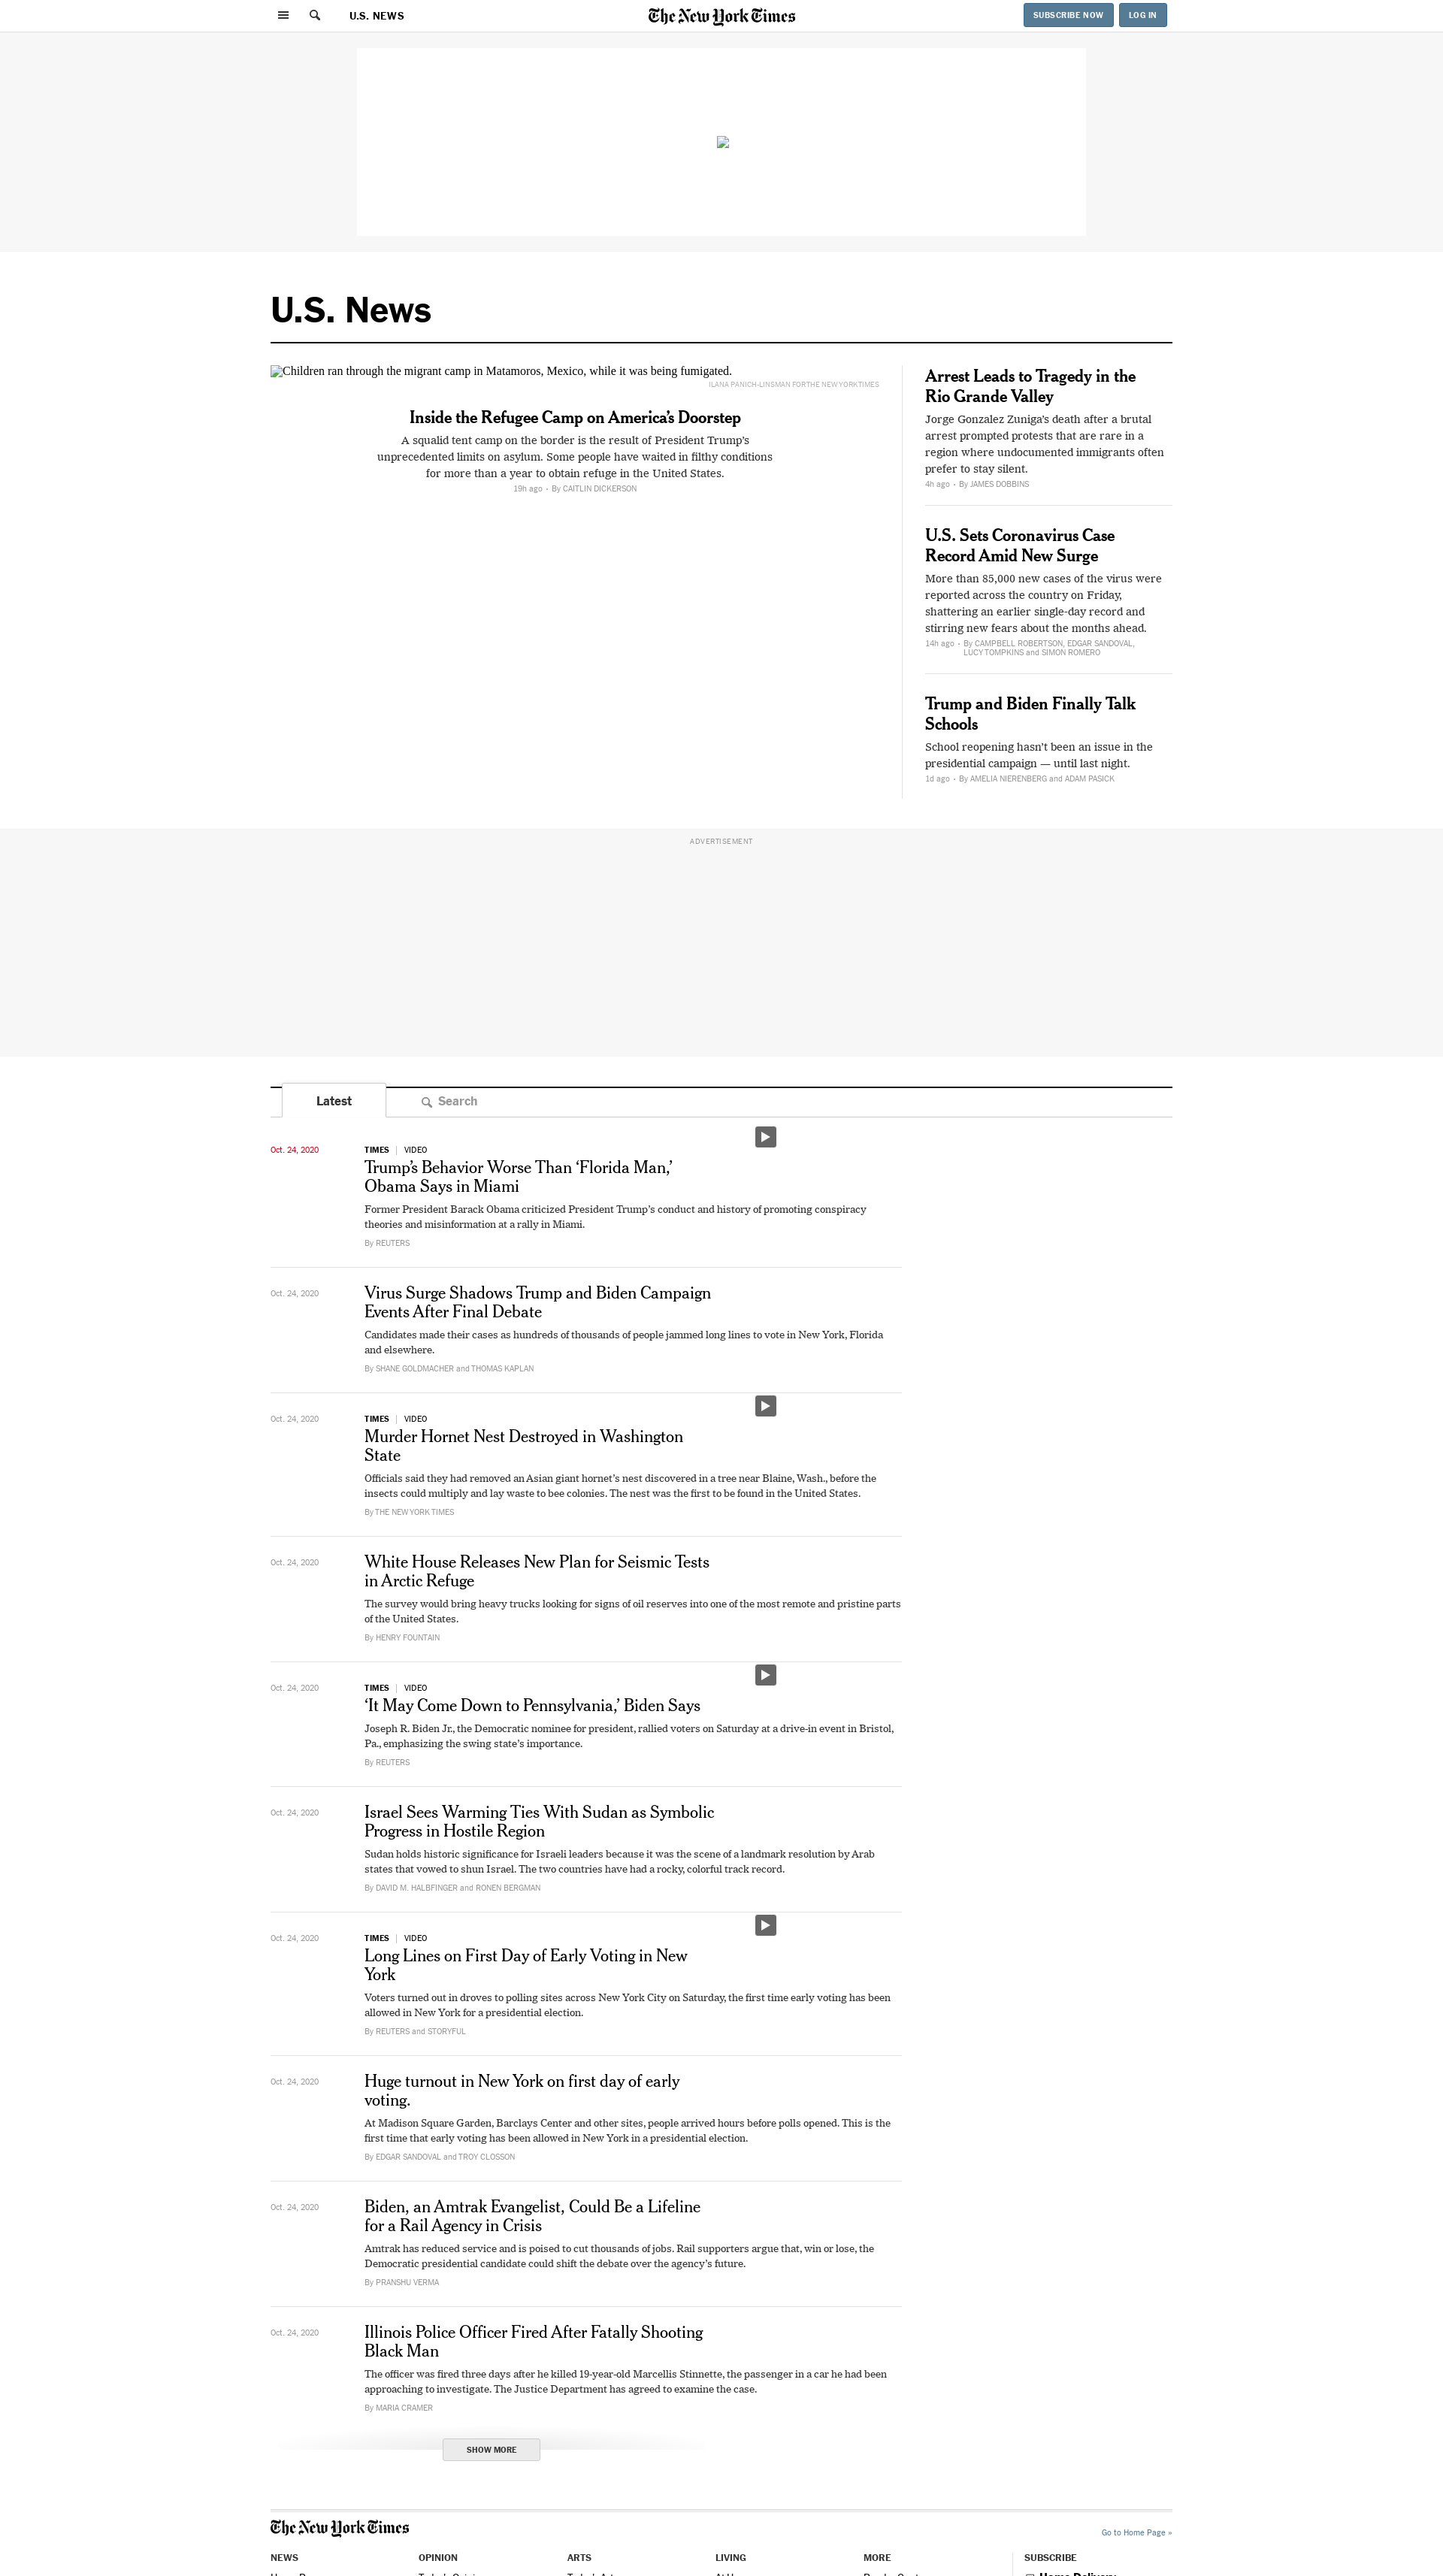 U.S. NEWS
The New York Times
SUBSCRIBE NOW
LOG IN
U.S. News
Children ran through the migrant camp in Matamoros, Mexico, while it was being fumigated.
ILANA PANICH-LINSMAN FOR THE NEW YORK TIMES
Inside the Refugee Camp on America’s Doorstep
A squalid tent camp on the border is the result of President Trump’s
unprecedented limits on asylum. Some people have waited in filthy conditions
for more than a year to obtain refuge in the United States.
19h ago • By CAITLIN DICKERSON
Arrest Leads to Tragedy in the
Rio Grande Valley
Jorge Gonzalez Zuniga’s death after a brutal
arrest prompted protests that are rare in a
region where undocumented immigrants often
prefer to stay silent.
4h ago • By JAMES DOBBINS
U.S. Sets Coronavirus Case
Record Amid New Surge
More than 85,000 new cases of the virus were
reported across the country on Friday,
shattering an earlier single-day record and
stirring new fears about the months ahead.
14h ago • By CAMPBELL ROBERTSON, EDGAR SANDOVAL,
LUCY TOMPKINS and SIMON ROMERO
Trump and Biden Finally Talk
Schools
School reopening hasn’t been an issue in the
presidential campaign — until last night.
1d ago • By AMELIA NIERENBERG and ADAM PASICK
ADVERTISEMENT
Latest
Search
Oct. 24, 2020
TIMES | VIDEO
Trump’s Behavior Worse Than ‘Florida Man,’
Obama Says in Miami
Former President Barack Obama criticized President Trump’s conduct and history of promoting conspiracy
theories and misinformation at a rally in Miami.
By REUTERS
Oct. 24, 2020
Virus Surge Shadows Trump and Biden Campaign
Events After Final Debate
Candidates made their cases as hundreds of thousands of people jammed long lines to vote in New York, Florida
and elsewhere.
By SHANE GOLDMACHER and THOMAS KAPLAN
Oct. 24, 2020
TIMES | VIDEO
Murder Hornet Nest Destroyed in Washington
State
Officials said they had removed an Asian giant hornet’s nest discovered in a tree near Blaine, Wash., before the
insects could multiply and lay waste to bee colonies. The nest was the first to be found in the United States.
By THE NEW YORK TIMES
Oct. 24, 2020
White House Releases New Plan for Seismic Tests
in Arctic Refuge
The survey would bring heavy trucks looking for signs of oil reserves into one of the most remote and pristine parts
of the United States.
By HENRY FOUNTAIN
Oct. 24, 2020
TIMES | VIDEO
‘It May Come Down to Pennsylvania,’ Biden Says
Joseph R. Biden Jr., the Democratic nominee for president, rallied voters on Saturday at a drive-in event in Bristol,
Pa., emphasizing the swing state’s importance.
By REUTERS
Oct. 24, 2020
Israel Sees Warming Ties With Sudan as Symbolic
Progress in Hostile Region
Sudan holds historic significance for Israeli leaders because it was the scene of a landmark resolution by Arab
states that vowed to shun Israel. The two countries have had a rocky, colorful track record.
By DAVID M. HALBFINGER and RONEN BERGMAN
Oct. 24, 2020
TIMES | VIDEO
Long Lines on First Day of Early Voting in New
York
Voters turned out in droves to polling sites across New York City on Saturday, the first time early voting has been
allowed in New York for a presidential election.
By REUTERS and STORYFUL
Oct. 24, 2020
Huge turnout in New York on first day of early
voting.
At Madison Square Garden, Barclays Center and other sites, people arrived hours before polls opened. This is the
first time that early voting has been allowed in New York in a presidential election.
By EDGAR SANDOVAL and TROY CLOSSON
Oct. 24, 2020
Biden, an Amtrak Evangelist, Could Be a Lifeline
for a Rail Agency in Crisis
Amtrak has reduced service and is poised to cut thousands of jobs. Rail supporters argue that, win or lose, the
Democratic presidential candidate could shift the debate over the agency’s future.
By PRANSHU VERMA
Oct. 24, 2020
Illinois Police Officer Fired After Fatally Shooting
Black Man
The officer was fired three days after he killed 19-year-old Marcellis Stinnette, the passenger in a car he had been
approaching to investigate. The Justice Department has agreed to examine the case.
By MARIA CRAMER
SHOW MORE
The New York Times
Go to Home Page »
NEWS
OPINION
ARTS
LIVING
MORE
SUBSCRIBE